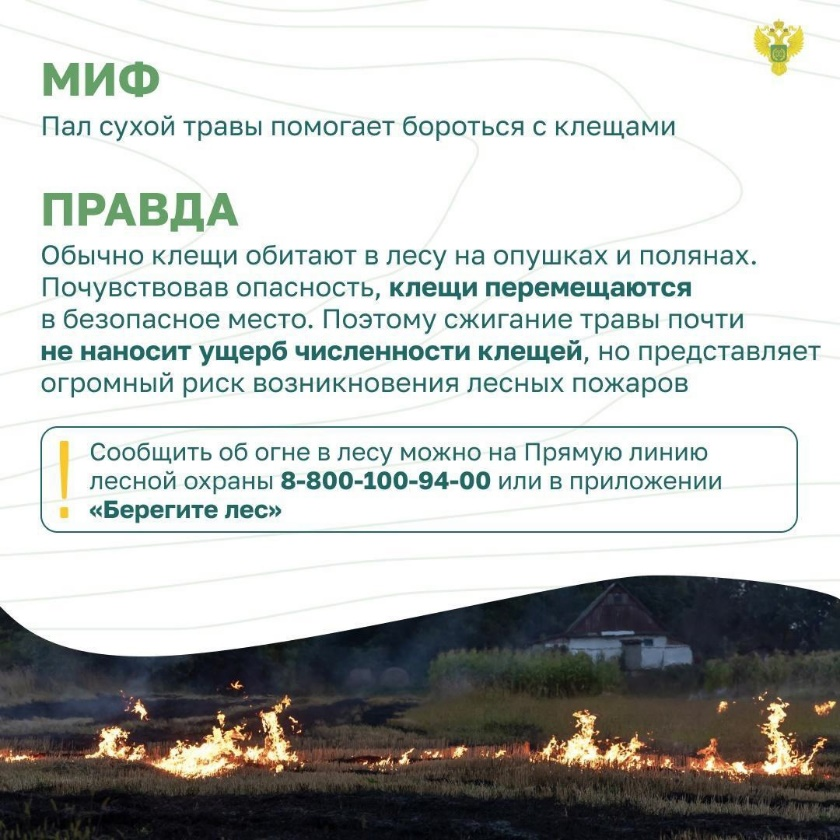 МИФ
Пал сухой травы помогает бороться с клещами
ПРАВДА
Обычно клещи обитают в лесу на опушках и полянах.
Почувствовав опасность, клещи перемещаются
в безопасное место. Поэтому сжигание травы почти
не наносит ущерб численности клещей, но представляет
огромный риск возникновения лесных пожаров
!
Сообщить об огне в лесу можно на Прямую линию
лесной охраны 8-800-100-94-00 или в приложении
«Берегите лес»